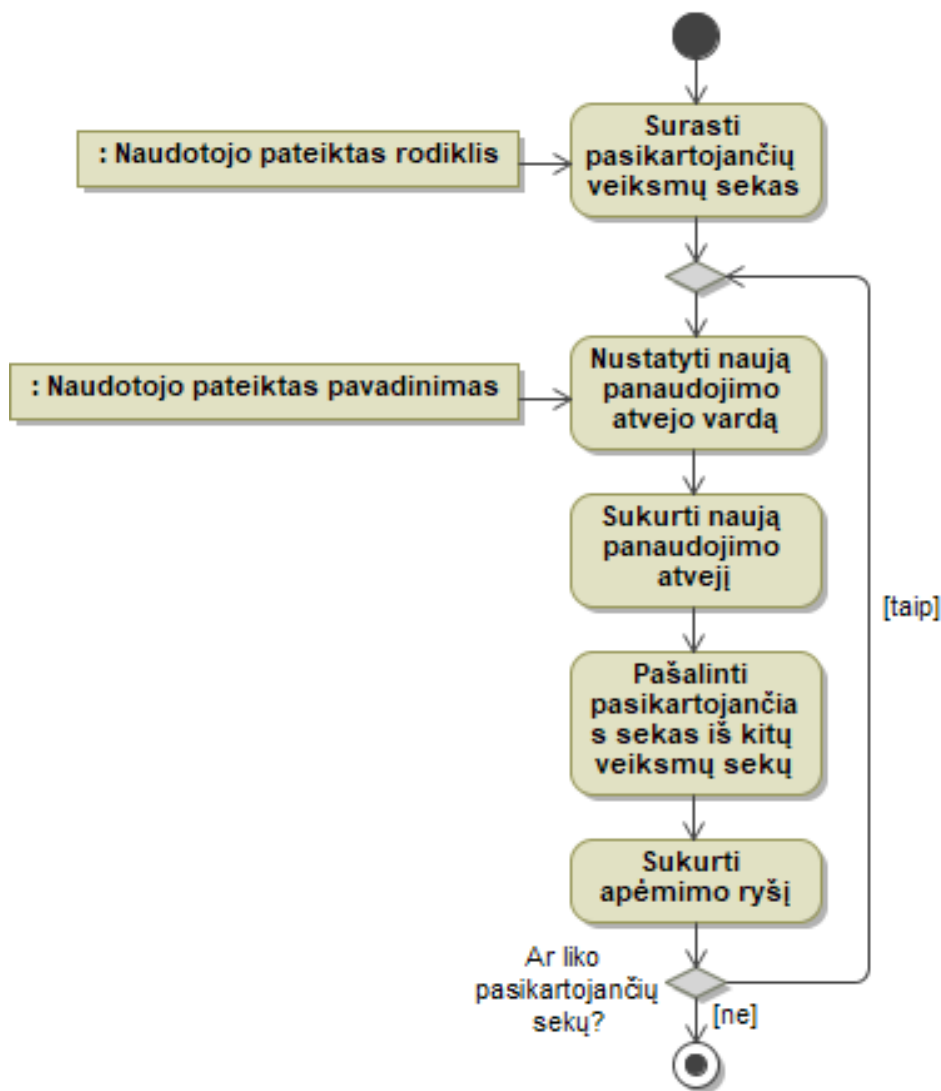 Surasti
pasikartojančių
veiksmų sekas
: Naudotojo pateiktas rodiklis
Nustatyti naują
panaudojimo
atvejo vardą
: Naudotojo pateiktas pavadinimas
Sukurti naują
panaudojimo
atvejį
[taip]
Pašalinti
pasikartojančia
s sekas iš kitų
veiksmų sekų
Sukurti
apėmimo ryšį
Ar liko
pasikartojančių
sekų?
[ne]